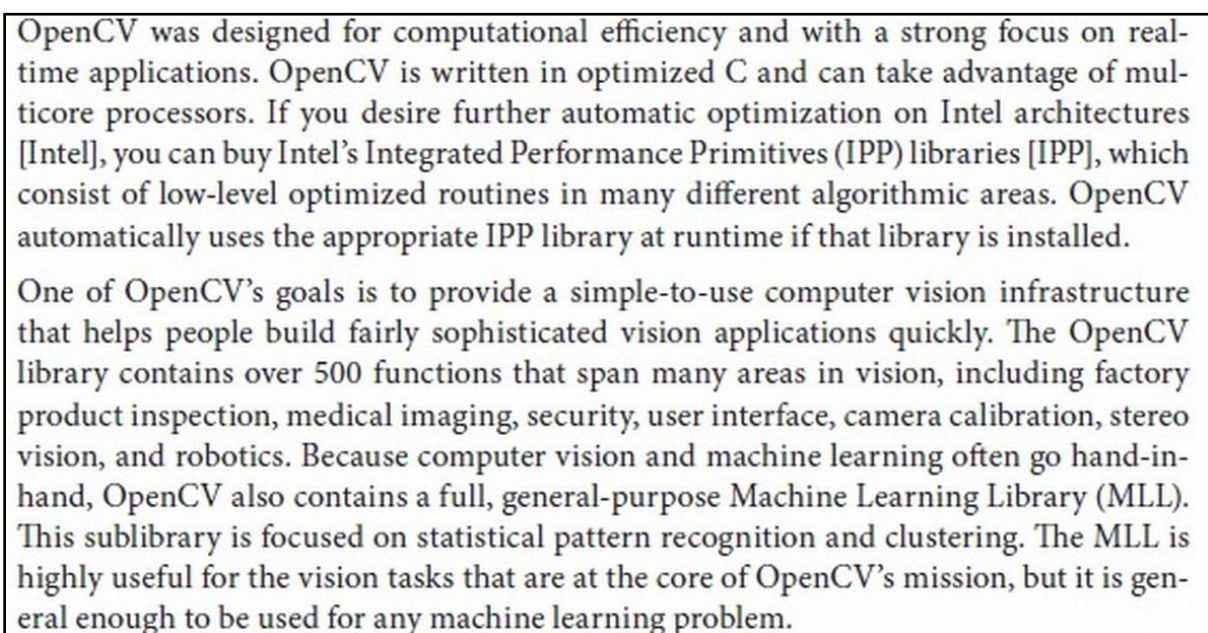 OpenCV was designed for computational efficiency and with a strong focus on real-
time applications. OpenCV is written in optimized C and can take advantage of mul-
ticore processors. If you desire further automatic optimization on Intel architectures
[Intel], you can buy Intel’s Integrated Performance Primitives (IPP) libraries [IPP], which
consist of low-level optimized routines in many different algorithmic areas. OpenCV
automatically uses the appropriate IPP library at runtime if that library is installed.
One of OpenCV’s goals is to provide a simple-to-use computer vision infrastructure
that helps people build fairly sophisticated vision applications quickly. The OpenCV
library contains over 500 functions that span many areas in vision, including factory
product inspection, medical imaging, security, user interface, camera calibration, stereo
vision, and robotics. Because computer vision and machine learning often go hand-in-
hand, OpenCV also contains a full, general-purpose Machine Learning Library (MLL).
This sublibrary is focused on statistical pattern recognition and clustering. The MLL is
highly useful for the vision tasks that are at the core of OpenCV’s mission, but it is gen-
eral enough to be used for any machine learning problem.